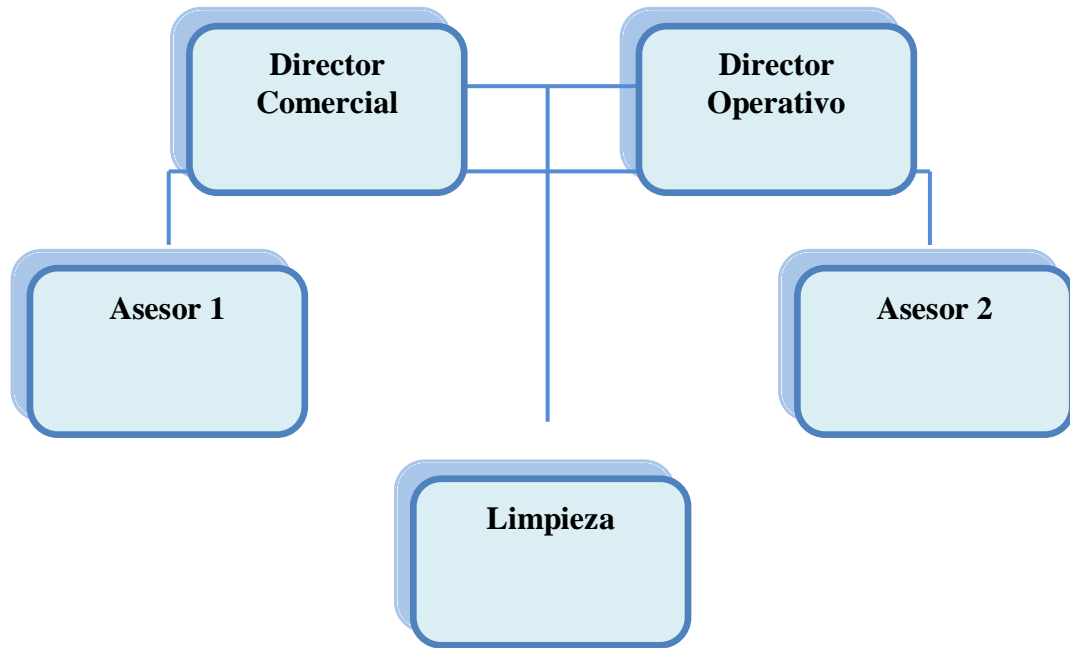 Director
Comercial
Director
Operativo
Asesor 1
Asesor 2
Limpieza